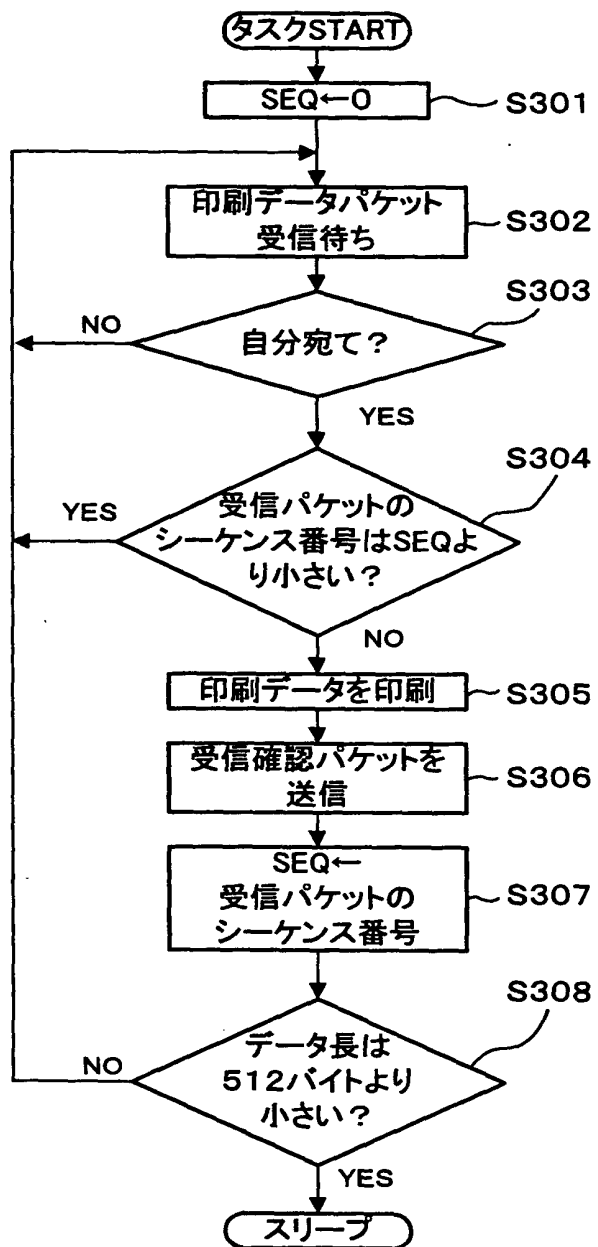 タスクSTART
SEQ←0
S301
印刷データパケット
受信待ち
S302
S303
NO
自分宛て？
YES
S304
YES
受信パケットの
シーケンス番号はSEQよ
り小さい？
NO
印刷データを印刷
S305
受信確認パケットを
送信
S306
SEQ←
受信パケットの
シーケンス番号
S307
S308
NO
データ長は
512バイトより
小さい？
YES
スリープ